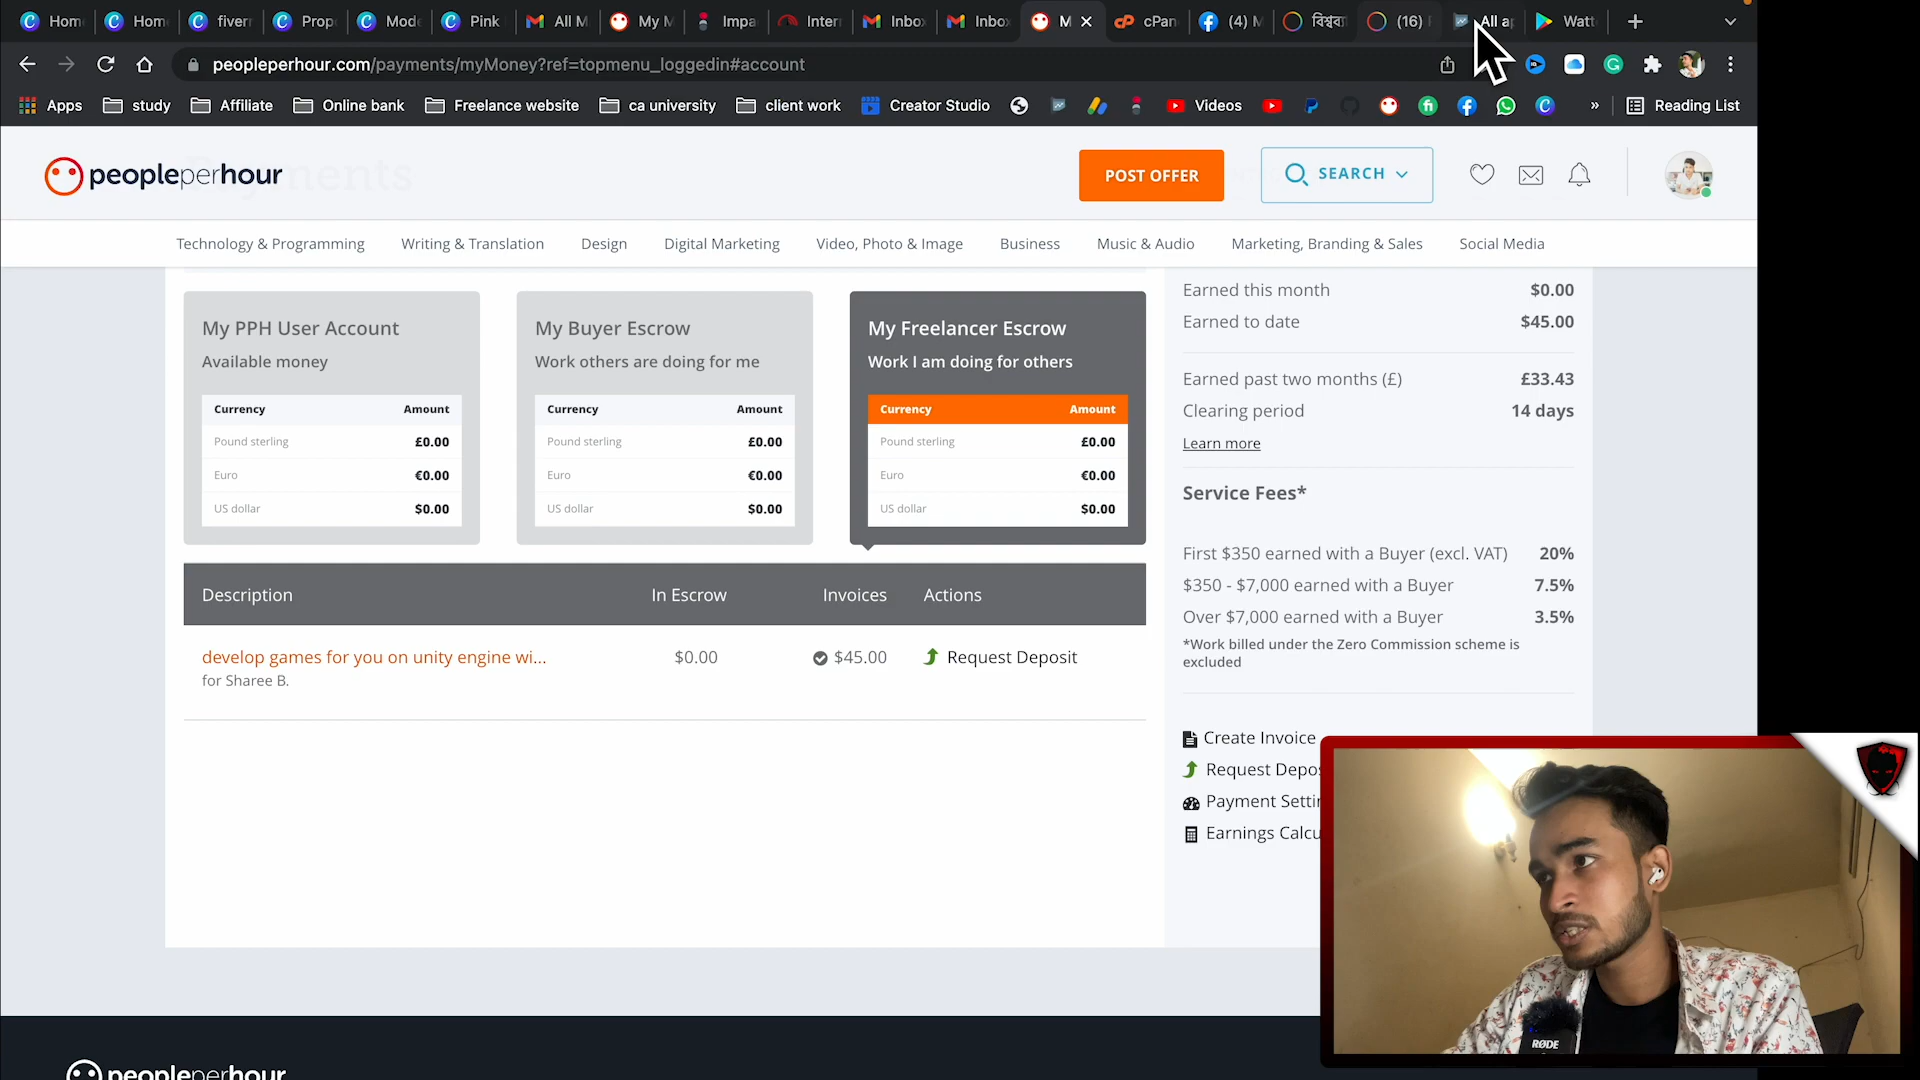 Home
Home
fiverr
Prop
Mode
Pink
All M
My M
Impa
Inter
Inbox
Inbox
M
cPan
(4) M
বিশ্বব্যা
(16)
All ap
Watt
peopleperhour.com/payments/myMoney?ref=topmenu_loggedin#account
Apps
study
Affiliate
Online bank
Freelance website
ca university
client work
Creator Studio
Videos
»
Reading List
peopleperhour
POST OFFER
SEARCH
Technology & Programming
Writing & Translation
Design
Digital Marketing
Video, Photo & Image
Business
Music & Audio
Marketing, Branding & Sales
Social Media
My PPH User Account
Available money
Currency Amount
Pound sterling £0.00
Euro €0.00
US dollar $0.00
My Buyer Escrow
Work others are doing for me
Currency Amount
Pound sterling £0.00
Euro €0.00
US dollar $0.00
My Freelancer Escrow
Work I am doing for others
Currency Amount
Pound sterling £0.00
Euro €0.00
US dollar $0.00
Description In Escrow Invoices Actions
develop games for you on unity engine wi... $0.00 $45.00 Request Deposit
for Sharee B.
Earned this month $0.00
Earned to date $45.00
Earned past two months (£) £33.43
Clearing period 14 days
Learn more
Service Fees*
First $350 earned with a Buyer (excl. VAT) 20%
$350 - $7,000 earned with a Buyer 7.5%
Over $7,000 earned with a Buyer 3.5%
*Work billed under the Zero Commission scheme is
excluded
Create Invoice
Request Depos
Payment Setti
Earnings Calcu
RØDE
peopleperhour